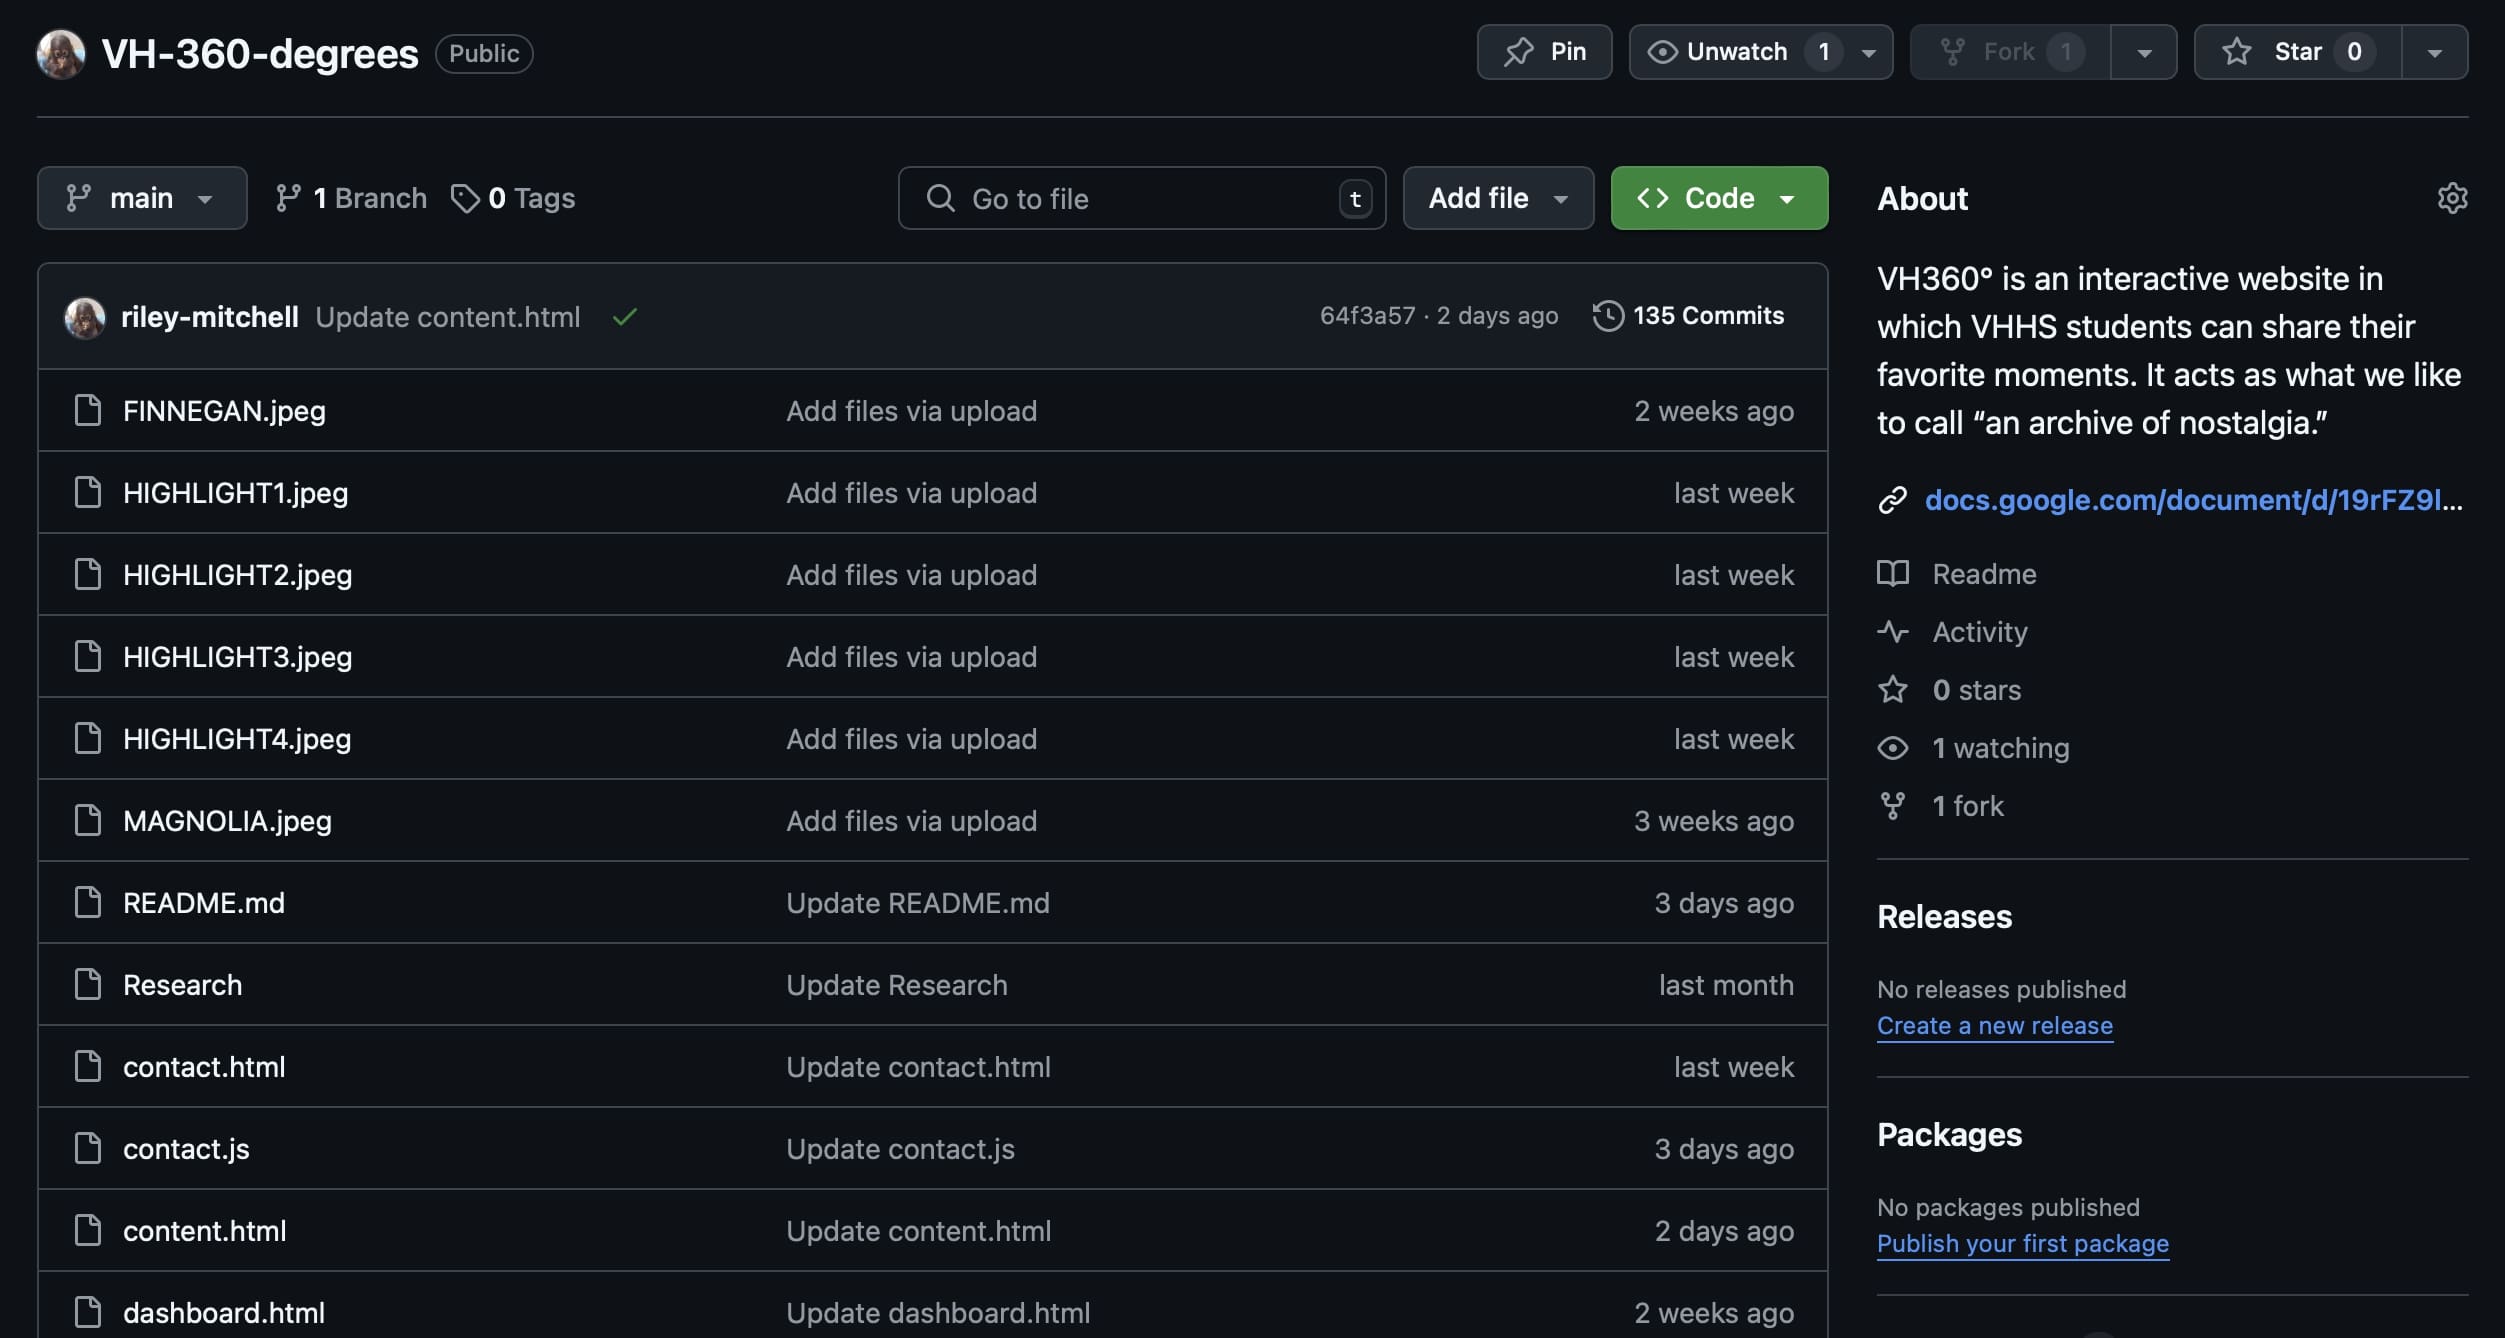 VH-360-degrees Public Pin Unwatch 1 Fork 1 Star 0
main 1 Branch 0 Tags Go to file t Add file Code
riley-mitchell Update content.html 64f3a57 · 2 days ago 135 Commits
FINNEGAN.jpeg Add files via upload 2 weeks ago
HIGHLIGHT1.jpeg Add files via upload last week
HIGHLIGHT2.jpeg Add files via upload last week
HIGHLIGHT3.jpeg Add files via upload last week
HIGHLIGHT4.jpeg Add files via upload last week
MAGNOLIA.jpeg Add files via upload 3 weeks ago
README.md Update README.md 3 days ago
Research Update Research last month
contact.html Update contact.html last week
contact.js Update contact.js 3 days ago
content.html Update content.html 2 days ago
dashboard.html Update dashboard.html 2 weeks ago
About
VH360° is an interactive website in
which VHHS students can share their
favorite moments. It acts as what we like
to call “an archive of nostalgia.”
docs.google.com/document/d/19rFZ9l...
Readme
Activity
0 stars
1 watching
1 fork
Releases
No releases published
Create a new release
Packages
No packages published
Publish your first package